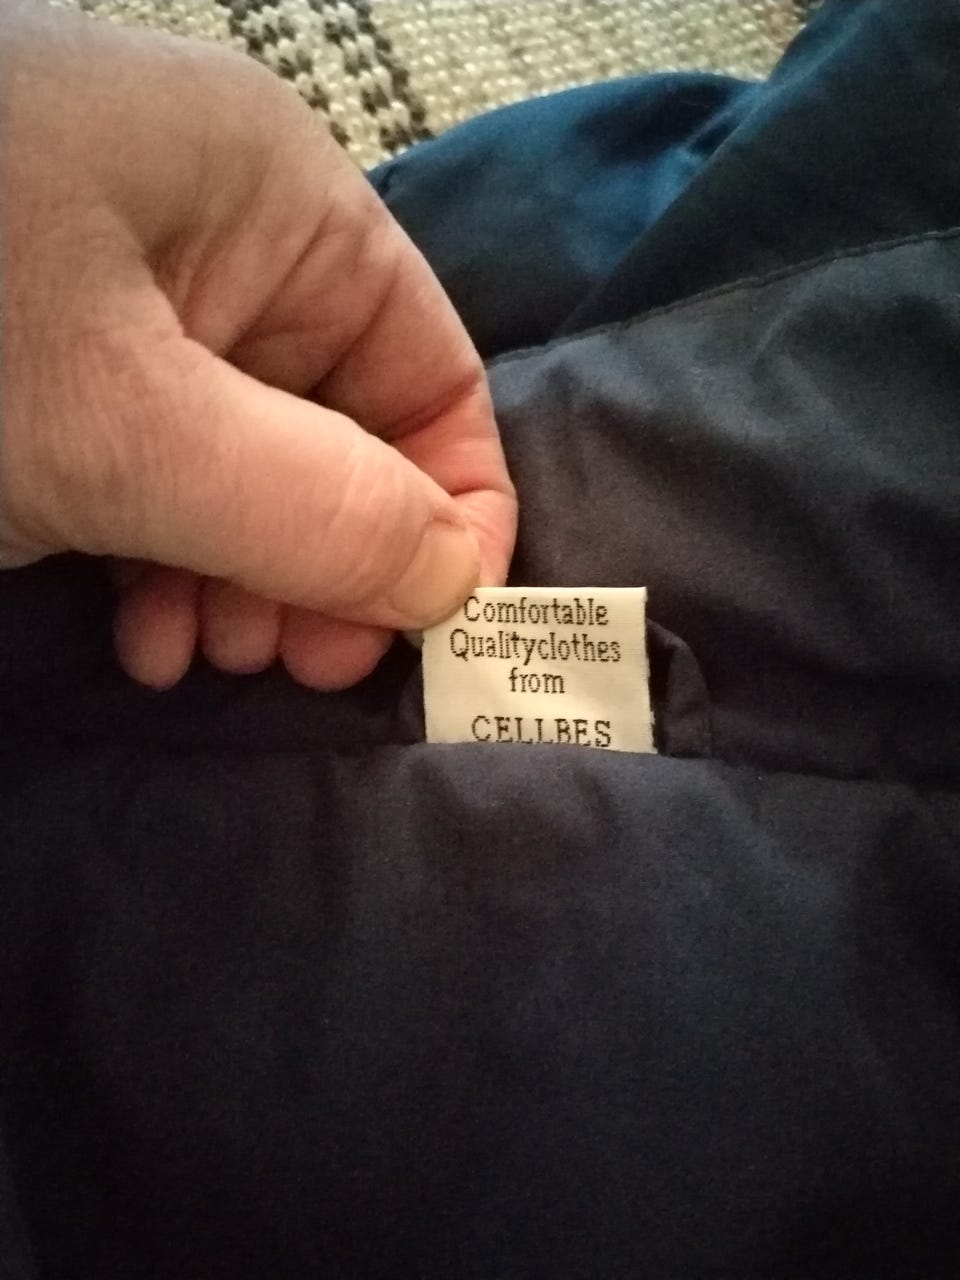 Comfortable
Qualityclothes
from
CELLBES